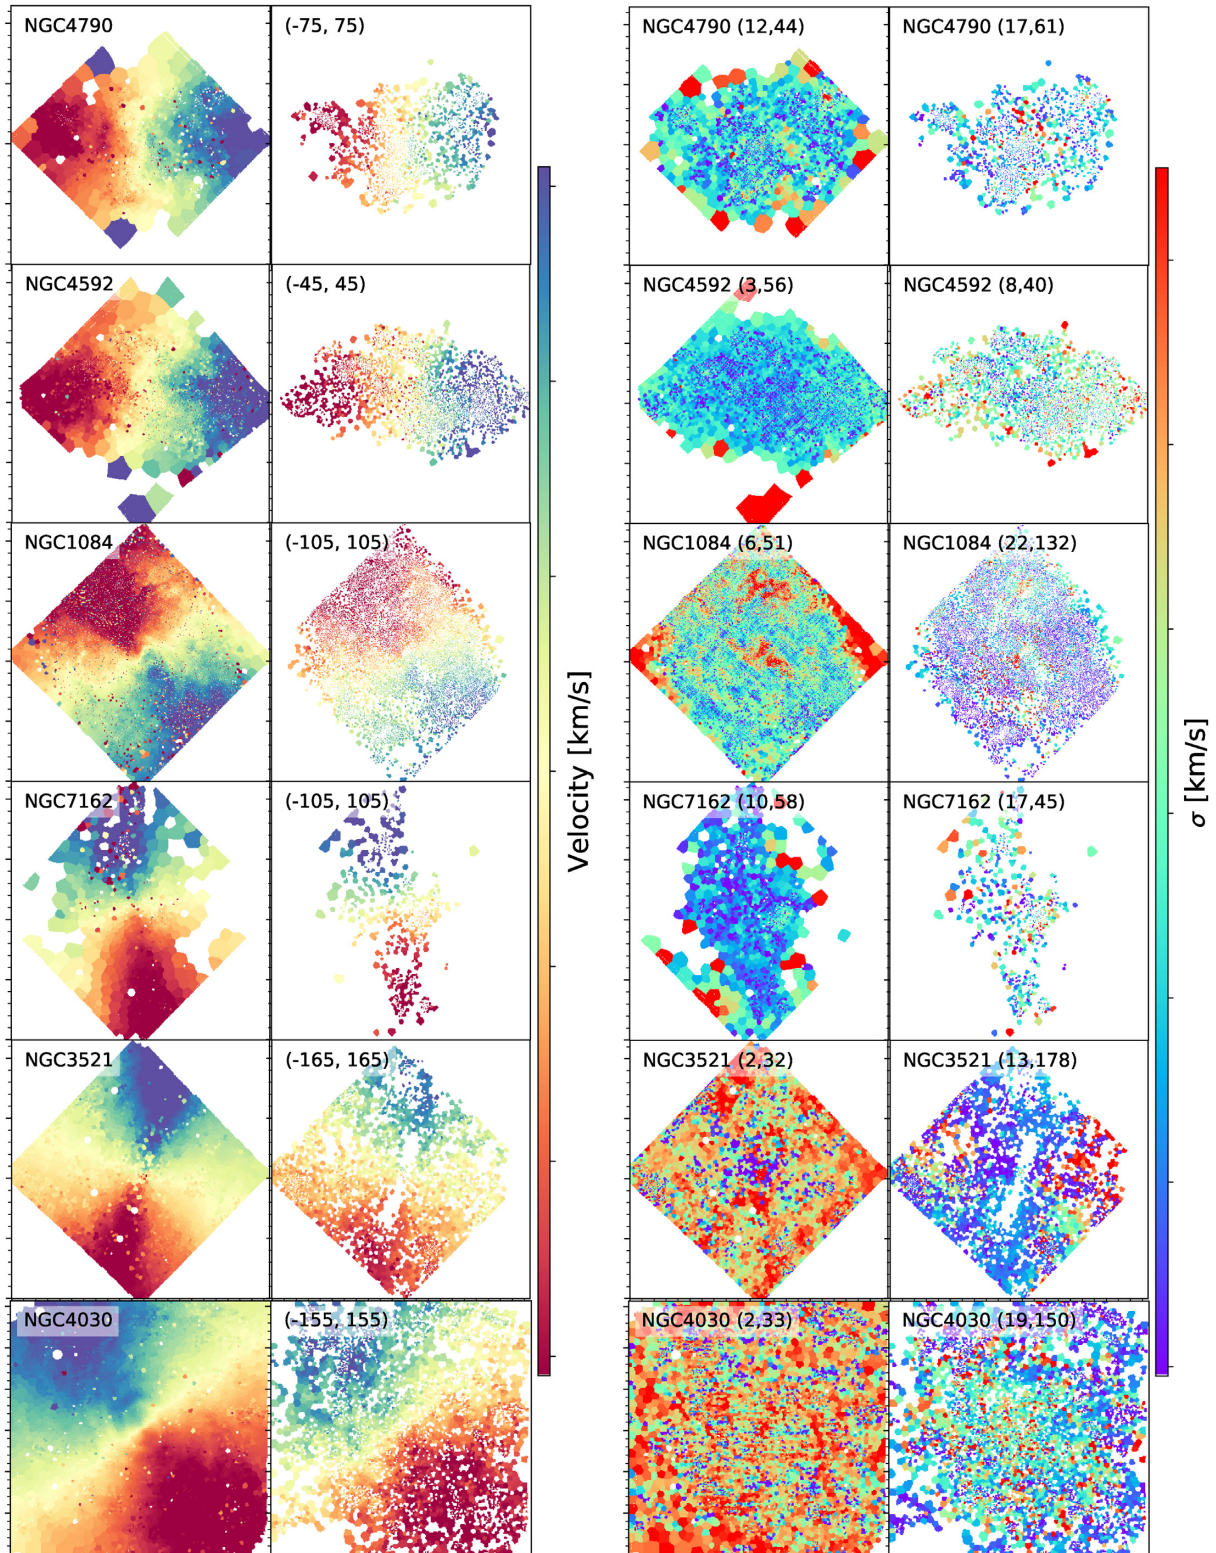 NGC4790
(-75, 75)
NGC4790 (12,44)
NGC4790 (17,61)
NGC4592
(-45, 45)
NGC4592 (3,56)
NGC4592 (8,40)
NGC1084
(-105, 105)
NGC1084 (6,51)
NGC1084 (22,132)
NGC7162
(-105, 105)
NGC7162 (10,58)
NGC7162 (17,45)
NGC3521
(-165, 165)
NGC3521 (2,32)
NGC3521 (13,178)
NGC4030
(-155, 155)
NGC4030 (2,33)
NGC4030 (19,150)
Velocity [km/s]
σ [km/s]